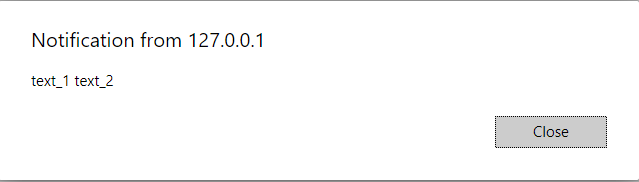 Notification from 127.0.0.1
text_1 text_2
Close